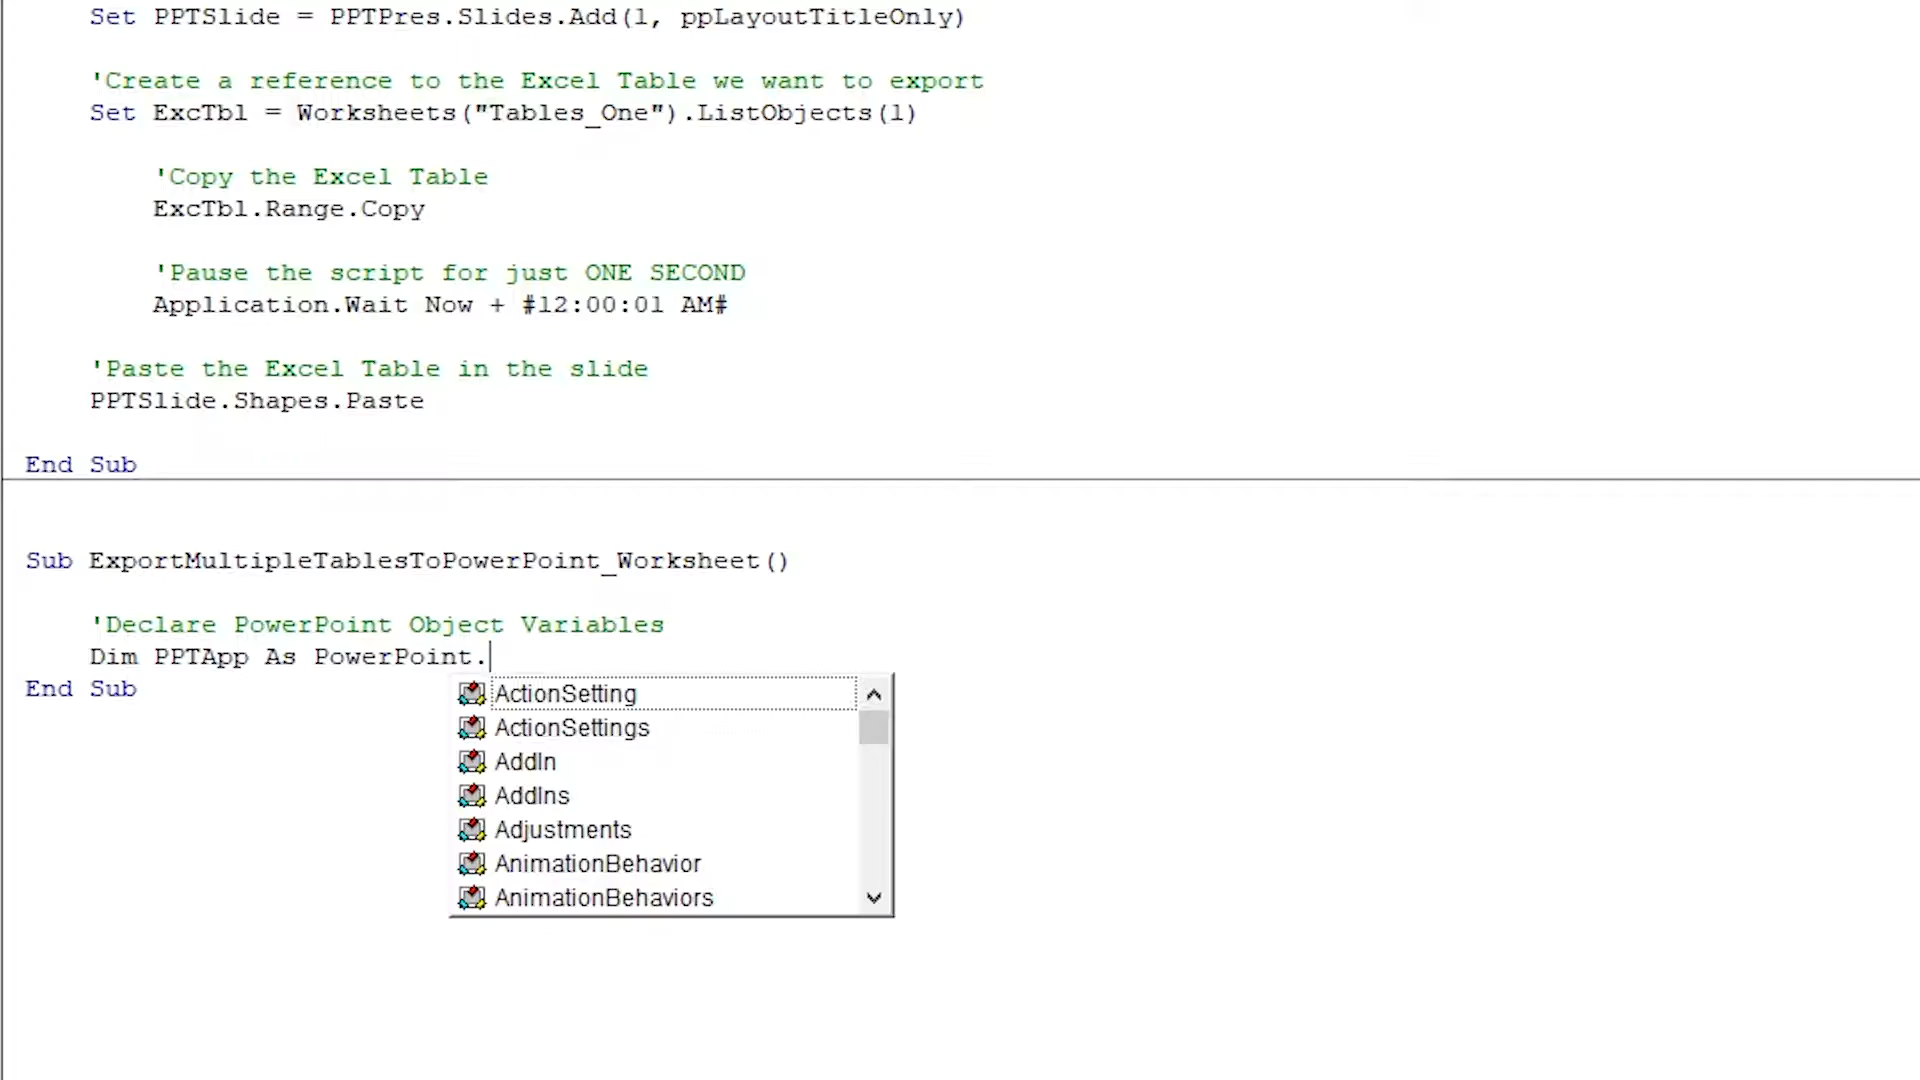 Set PPTSlide = PPTPres.Slides.Add(1, ppLayoutTitleOnly)
'Create a reference to the Excel Table we want to export
Set ExcTbl = Worksheets("Tables_One").ListObjects(1)
'Copy the Excel Table
ExcTbl.Range.Copy
'Pause the script for just ONE SECOND
Application.Wait Now + #12:00:01 AM#
'Paste the Excel Table in the slide
PPTSlide.Shapes.Paste
End Sub
Sub ExportMultipleTablesToPowerPoint_Worksheet()
'Declare PowerPoint Object Variables
Dim PPTApp As PowerPoint.
End Sub
ActionSetting
ActionSettings
AddIn
AddIns
Adjustments
AnimationBehavior
AnimationBehaviors